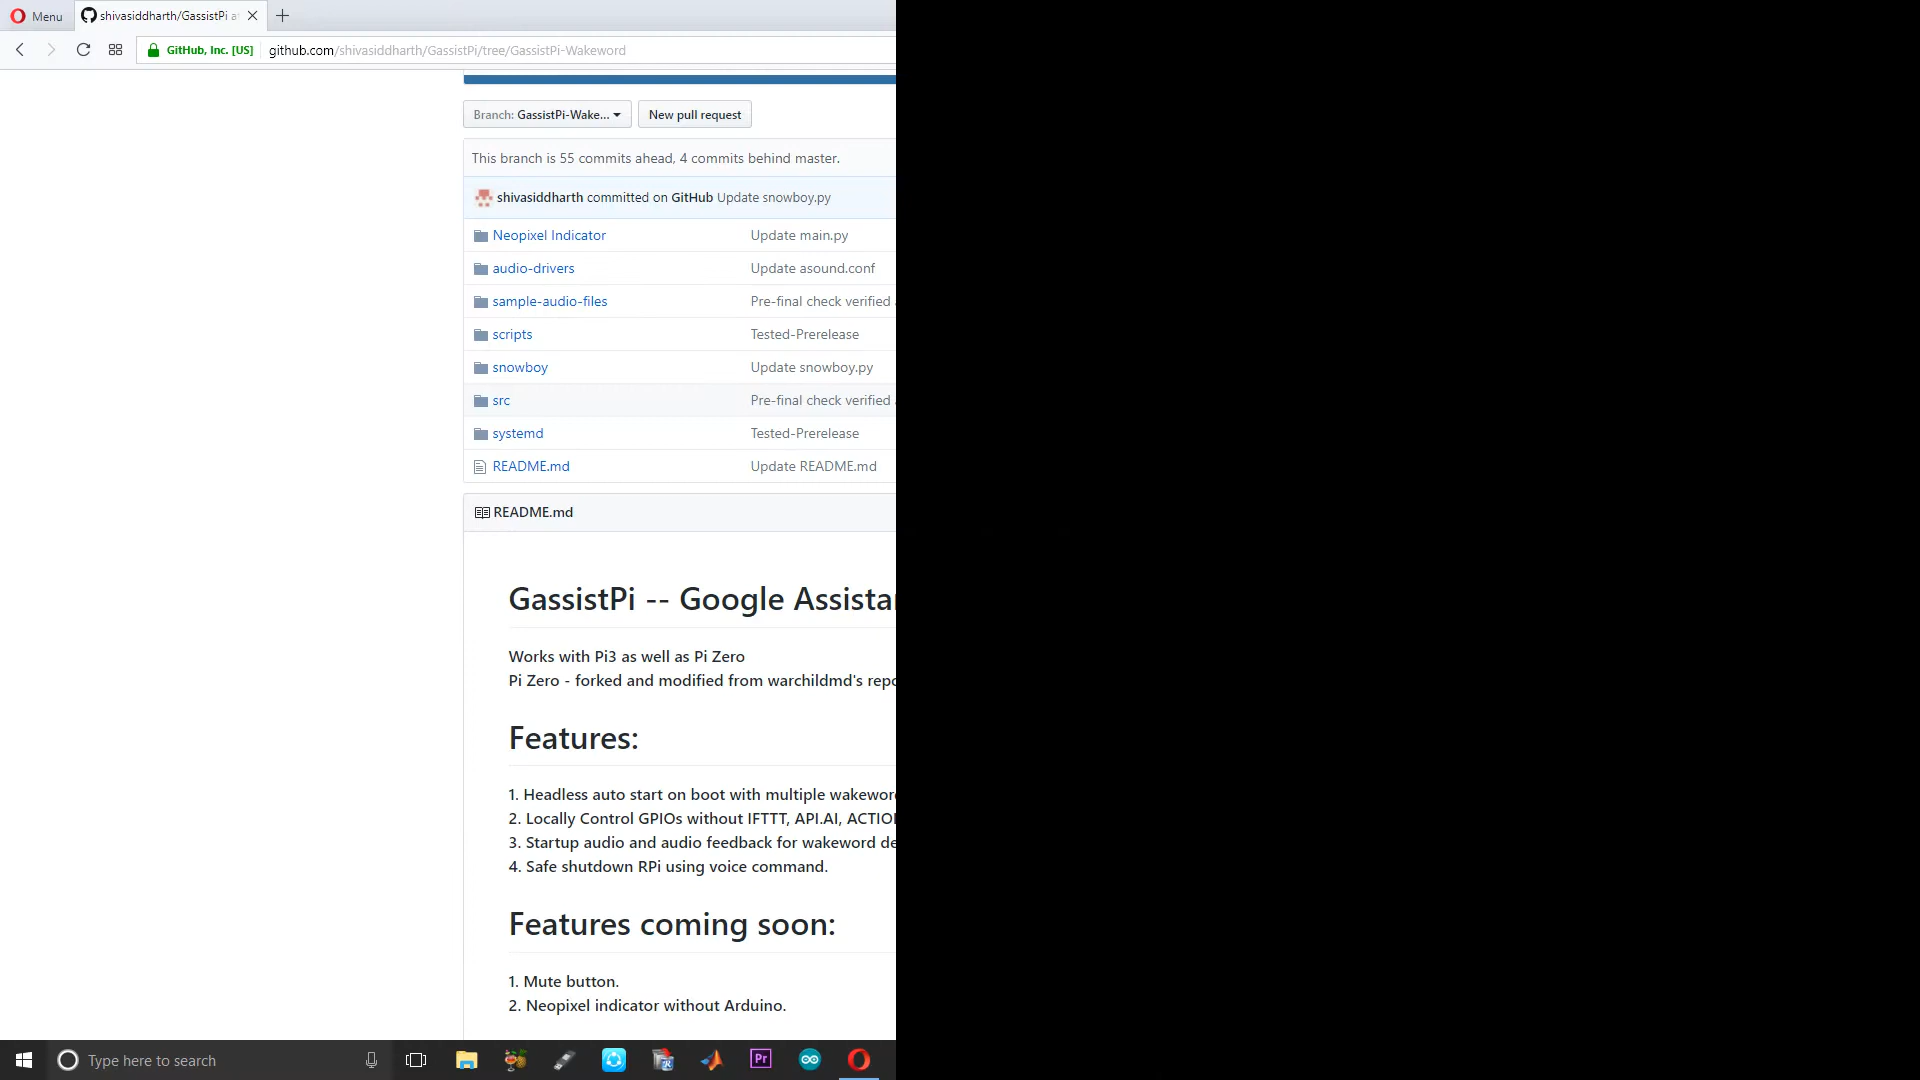 Menu
shivasiddharth/GassistPi a
GitHub, Inc. [US]
github.com/shivasiddharth/GassistPi/tree/GassistPi-Wakeword
Branch: GassistPi-Wake...
New pull request
This branch is 55 commits ahead, 4 commits behind master.
shivasiddharth committed on GitHub Update snowboy.py
Neopixel Indicator Update main.py
audio-drivers Update asound.conf
sample-audio-files Pre-final check verified
scripts Tested-Prerelease
snowboy Update snowboy.py
src Pre-final check verified
systemd Tested-Prerelease
README.md Update README.md
README.md
GassistPi -- Google Assista
Works with Pi3 as well as Pi Zero
Pi Zero - forked and modified from warchildmd's repo
Features:
1. Headless auto start on boot with multiple wakewor
2. Locally Control GPIOs without IFTTT, API.AI, ACTIO
3. Startup audio and audio feedback for wakeword de
4. Safe shutdown RPi using voice command.
Features coming soon:
1. Mute button.
2. Neopixel indicator without Arduino.
Type here to search
Pr